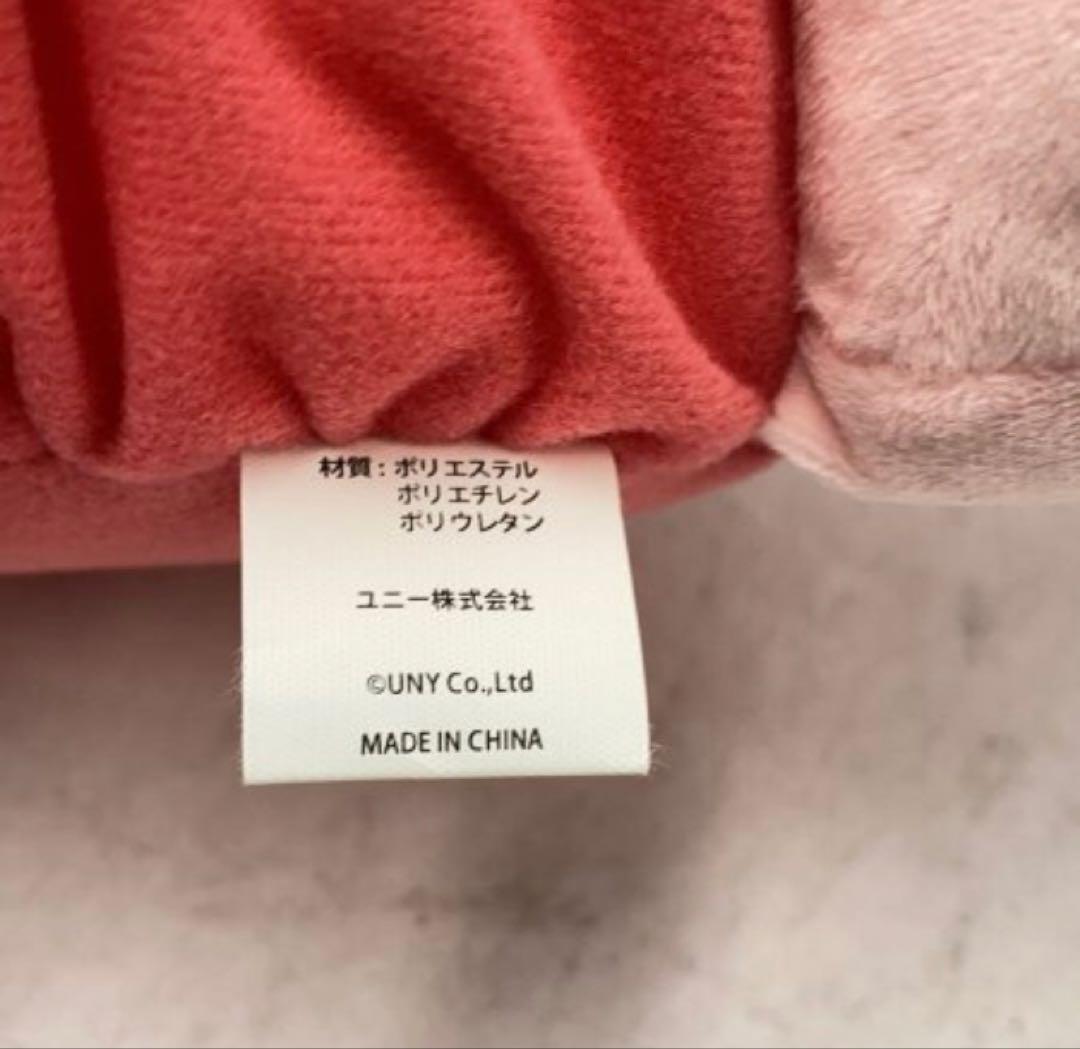 材質：ポリエステル
ポリエチレン
ポリウレタン
ユニー株式会社
©UNY Co.,Ltd
MADE IN CHINA